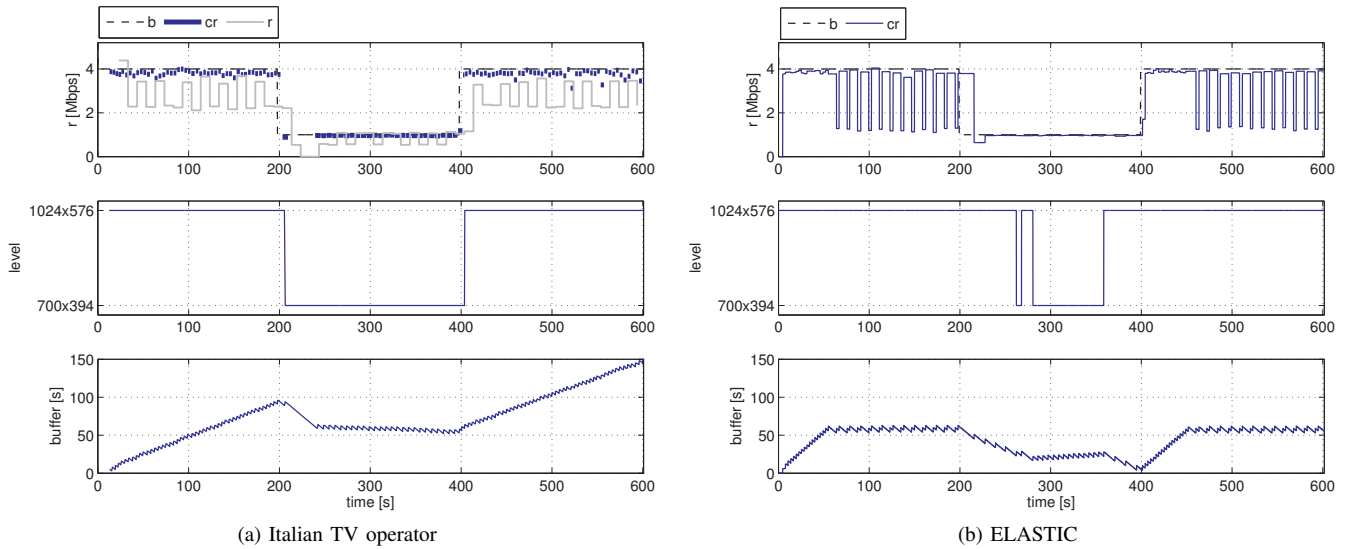 b cr r
4
2
0
r [Mbps]
0 100 200 300 400 500 600
1024x576
700x394
level
0 100 200 300 400 500 600
150
100
50
0
buffer [s]
0 100 200 300 400 500 600
time [s]
(a) Italian TV operator
b cr
4
2
0
r [Mbps]
0 100 200 300 400 500 600
1024x576
700x394
level
0 100 200 300 400 500 600
150
100
50
0
buffer [s]
0 100 200 300 400 500 600
time [s]
(b) ELASTIC